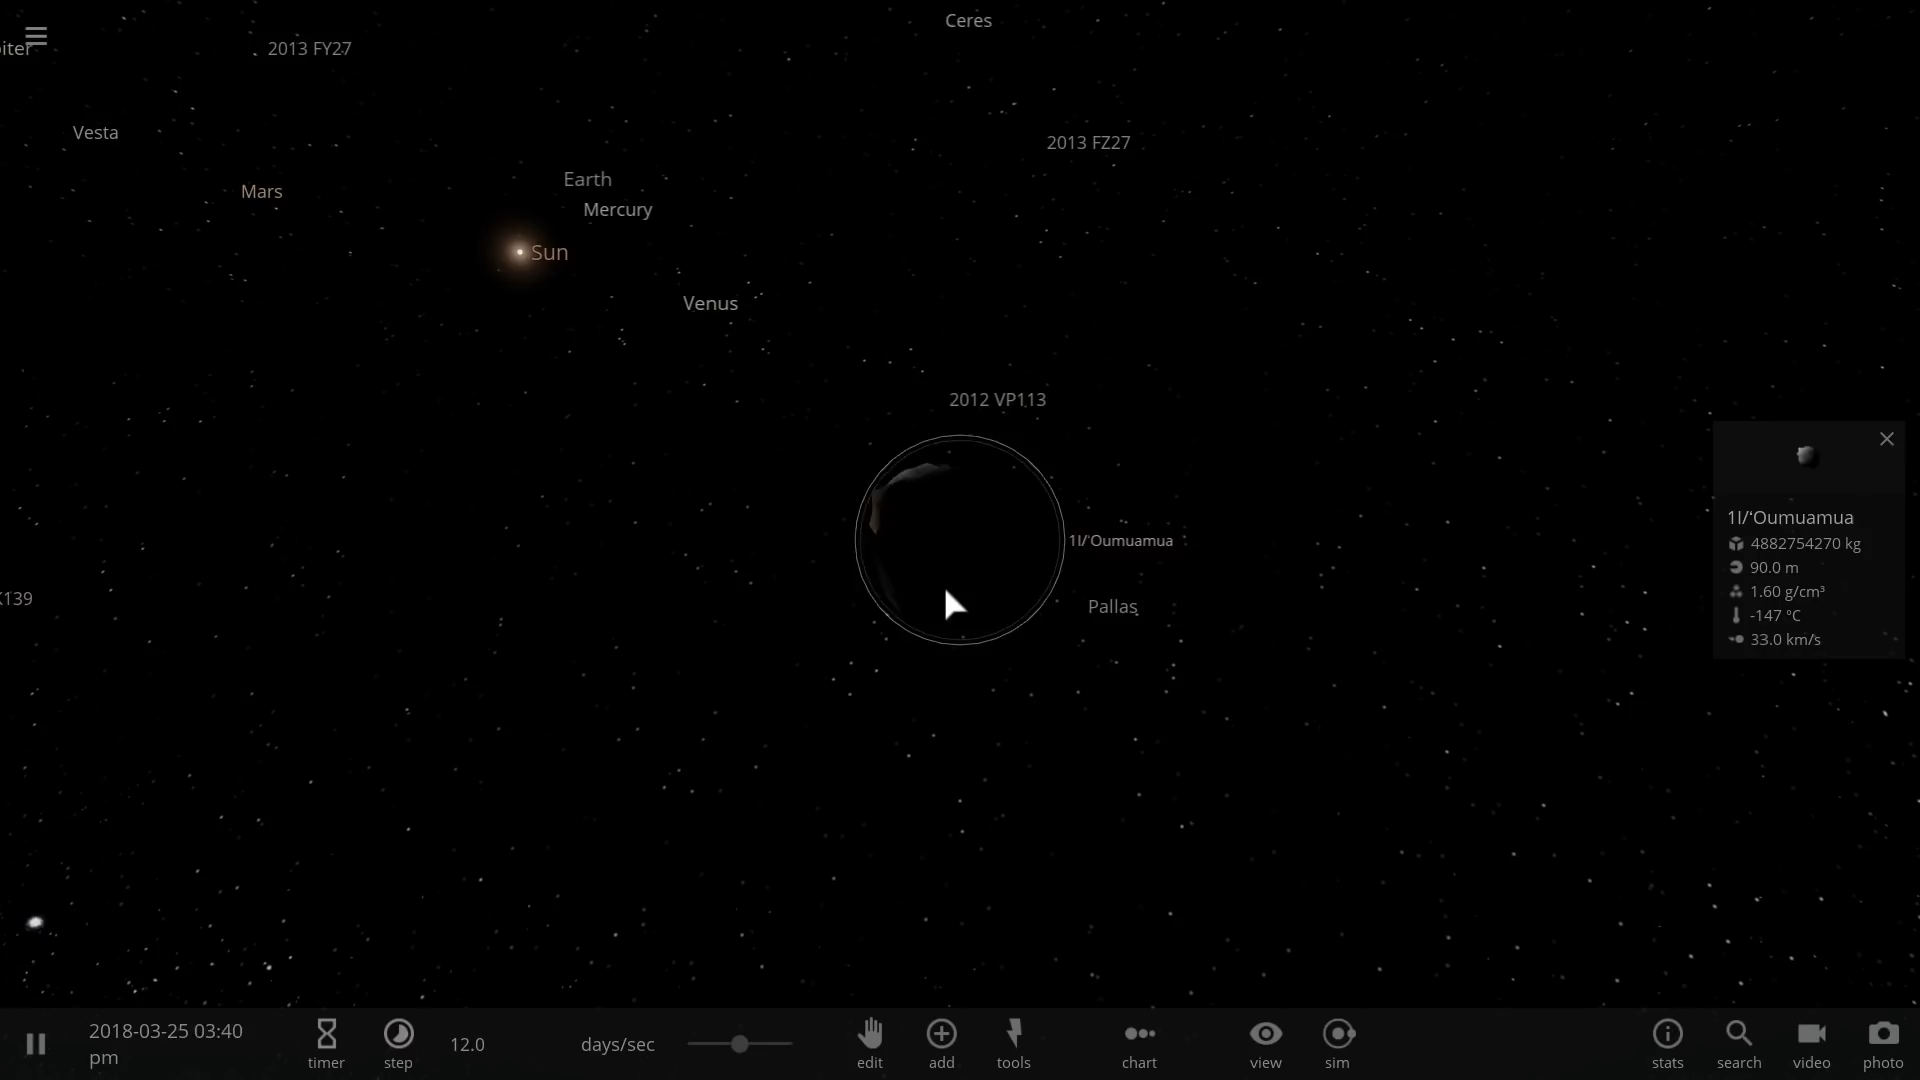 Ceres
2013 FY27
Vesta
2013 FZ27
Earth
Mars
Mercury
Sun
Venus
2012 VP113
1I/‘Oumuamua
Pallas
1I/‘Oumuamua
4882754270 kg
90.0 m
1.60 g/cm³
-147 °C
33.0 km/s
2018-03-25 03:40
pm
timer
step
12.0
days/sec
edit
add
tools
chart
view
sim
stats
search
video
photo